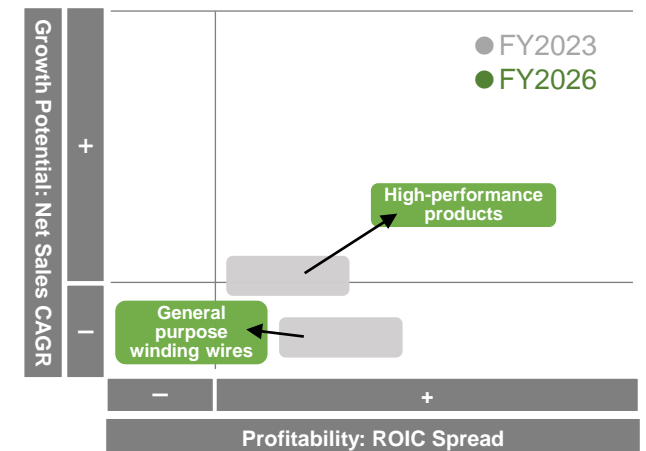 Growth Potential: Net Sales CAGR
+
−
FY2023
FY2026
High-performance
products
General
purpose
winding wires
−
+
Profitability: ROIC Spread